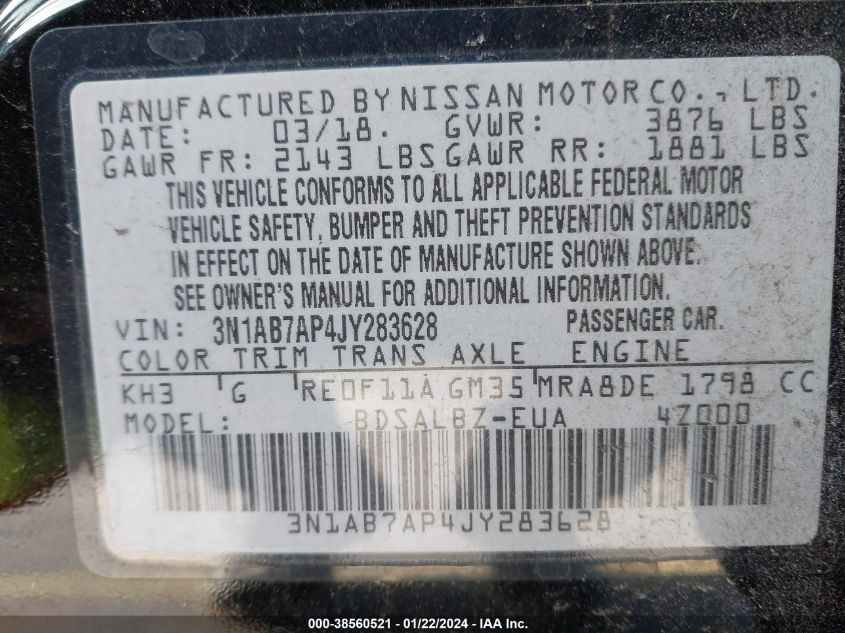 MANUFACTURED BY NISSAN MOTOR CO., LTD.
DATE: 03/18. GVWR: 3876 LBS
GAWR FR: 2143 LBS GAWR RR: 1881 LBS
THIS VEHICLE CONFORMS TO ALL APPLICABLE FEDERAL MOTOR
VEHICLE SAFETY, BUMPER AND THEFT PREVENTION STANDARDS
IN EFFECT ON THE DATE OF MANUFACTURE SHOWN ABOVE.
SEE OWNER'S MANUAL FOR ADDITIONAL INFORMATION.
VIN: 3N1AB7AP4JY283628 PASSENGER CAR.
COLOR TRIM TRANS AXLE ENGINE
KH3 G RE0F11A GM35 MRA8DE 1798 CC
MODEL: BDSALBZ-EUA 4Z000
3N1AB7AP4JY283628
000-38560521 - 01/22/2024 - IAA Inc.